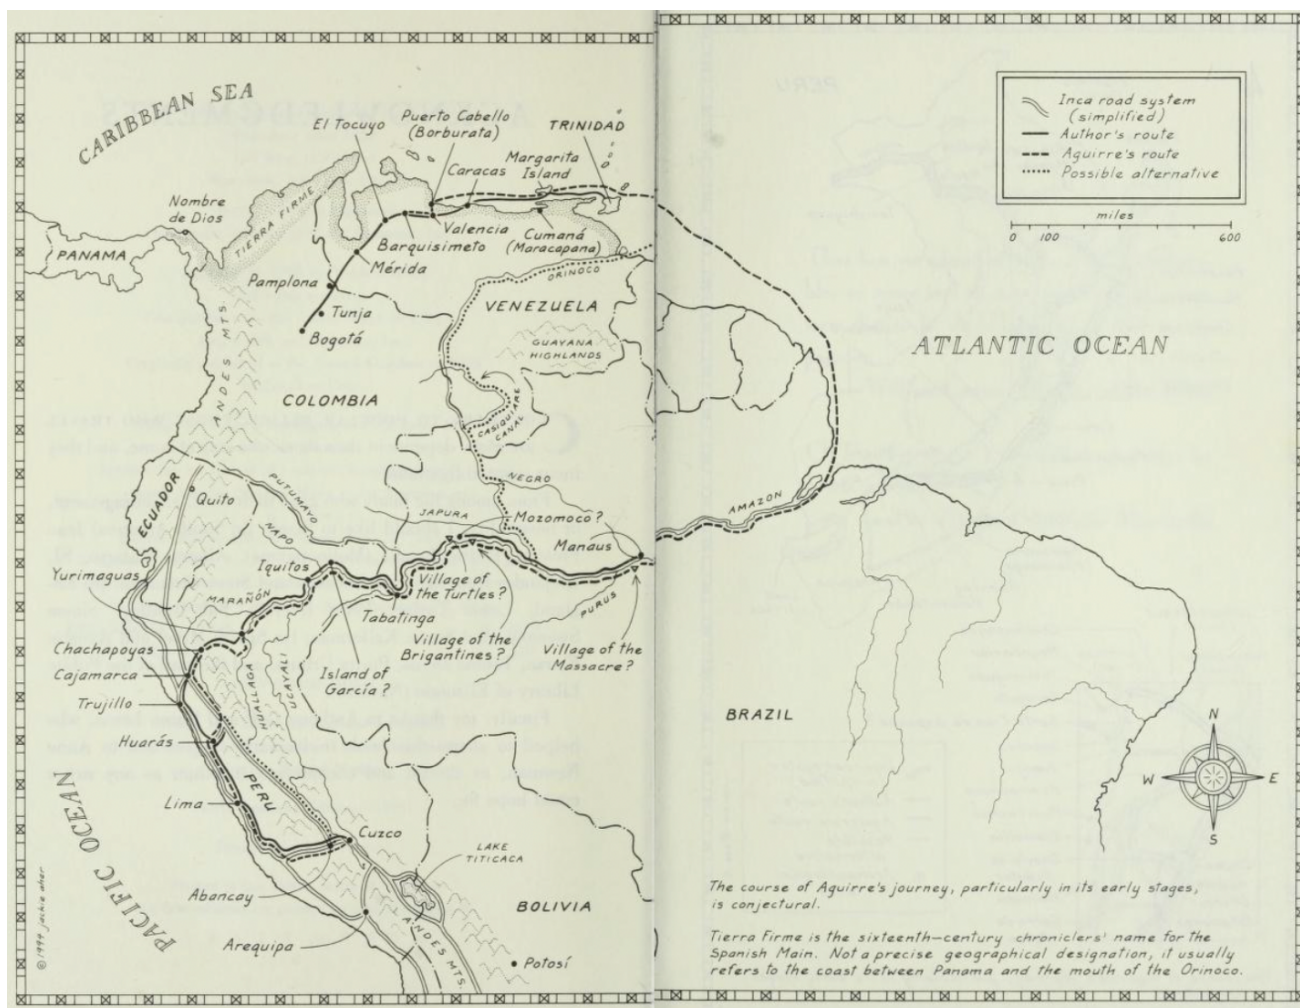 CARIBBEAN SEA
El Tocuyo
Puerto Cabello
(Borburata)
TRINIDAD
Margarita
Island
Caracas
Nombre
de Dios
TIERRA FIRME
PANAMA
Valencia
Cumaná
(Maracapana)
Barquisimeto
Mérida
ORINOCO
Pamplona
VENEZUELA
Tunja
Bogotá
GUAYANA
HIGHLANDS
ANDES MTS.
COLOMBIA
CASIQUIARE
CANAL
ECUADOR
Quito
PUTUMAYO
NEGRO
JAPURA
Mozomoco?
NAPO
Manaus
Iquitos
Yurimaguas
MARAÑÓN
Village of
the Turtles?
PURUS
Tabatinga
Chachapoyas
Village of the
Brigantines?
Village of the
Massacre?
Cajamarca
HUALLAGA
UCAYALI
Island of
García?
Trujillo
Huarás
PERU
Lima
Cuzco
LAKE
TITICACA
Abancay
BOLIVIA
Arequipa
ANDES MTS.
Potosí
PACIFIC OCEAN
©1999 jackie aher
Inca road system
(simplified)
Author's route
Aguirre's route
Possible alternative
miles
0 100 600
ATLANTIC OCEAN
AMAZON
BRAZIL
N
W E
S
The course of Aguirre's journey, particularly in its early stages,
is conjectural.
Tierra Firme is the sixteenth-century chroniclers' name for the
Spanish Main. Not a precise geographical designation, it usually
refers to the coast between Panama and the mouth of the Orinoco.